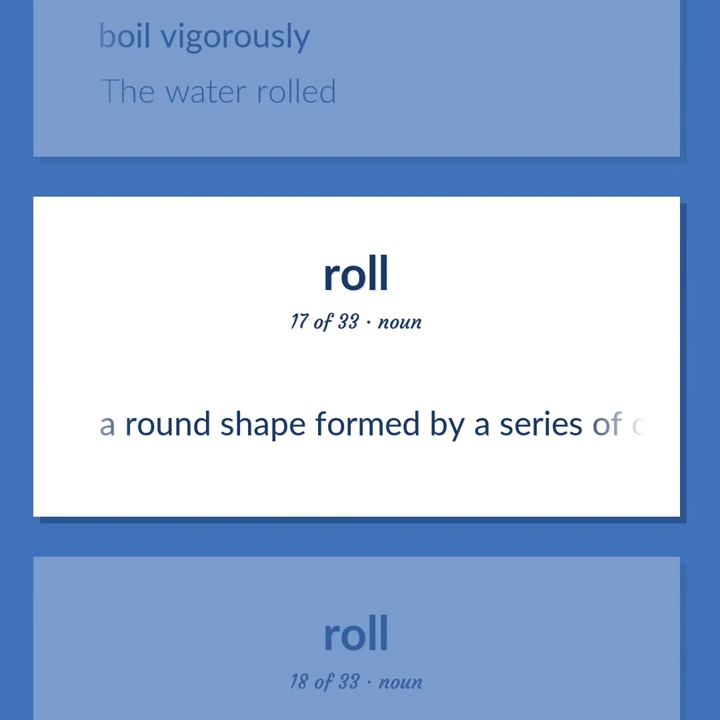 boil vigorously
The water rolled
roll
17 of 33 · noun
a round shape formed by a series of
roll
18 of 33 · noun